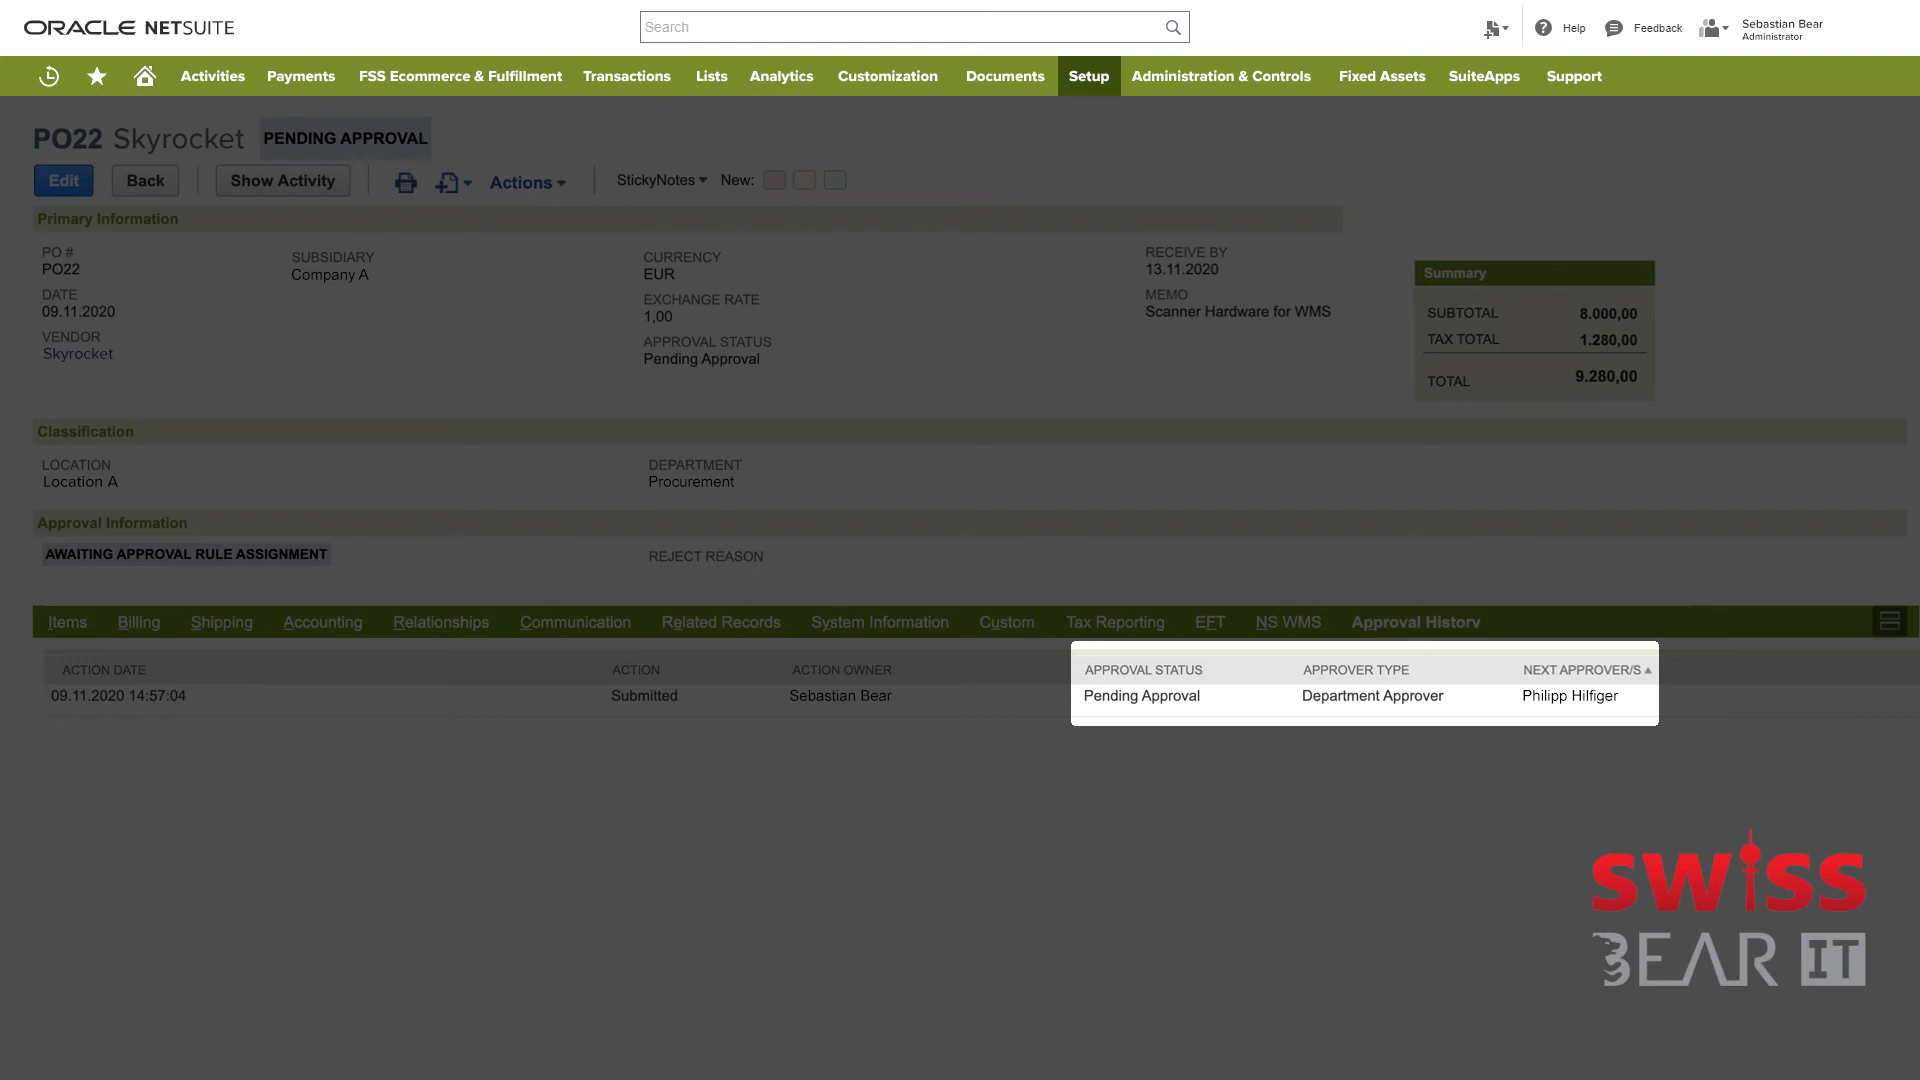 ORACLE NETSUITE
Search
Help
Feedback
Sebastian Bear
Administrator
Activities
Payments
FSS Ecommerce & Fulfillment
Transactions
Lists
Analytics
Customization
Documents
Setup
Administration & Controls
Fixed Assets
SuiteApps
Support
PO22 Skyrocket PENDING APPROVAL
Edit
Back
Show Activity
Actions
StickyNotes
New:
Primary Information
PO #
PO22
DATE
09.11.2020
VENDOR
Skyrocket
SUBSIDIARY
Company A
CURRENCY
EUR
EXCHANGE RATE
1,00
APPROVAL STATUS
Pending Approval
RECEIVE BY
13.11.2020
MEMO
Scanner Hardware for WMS
Summary
SUBTOTAL 8.000,00
TAX TOTAL 1.280,00
TOTAL 9.280,00
Classification
LOCATION
Location A
DEPARTMENT
Procurement
Approval Information
AWAITING APPROVAL RULE ASSIGNMENT
REJECT REASON
Items
Billing
Shipping
Accounting
Relationships
Communication
Related Records
System Information
Custom
Tax Reporting
EFT
NS WMS
Approval History
ACTION DATE ACTION ACTION OWNER APPROVAL STATUS APPROVER TYPE NEXT APPROVER/S
09.11.2020 14:57:04 Submitted Sebastian Bear Pending Approval Department Approver Philipp Hilfiger
SWISS
BEAR IT